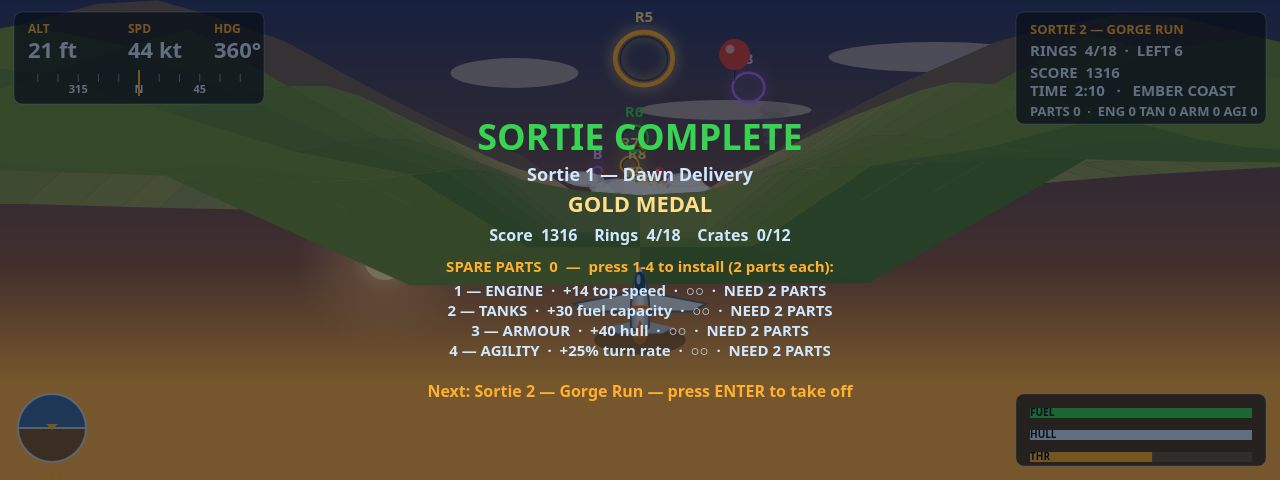 ALT SPD HDG
21 ft 44 kt 360°
315 N 45
R5
SORTIE 2 — GORGE RUN
RINGS 4/18 · LEFT 6
SCORE 1316
TIME 2:10 · EMBER COAST
PARTS 0 · ENG 0 TAN 0 ARM 0 AGI 0
R6
SORTIE COMPLETE
B R8
Sortie 1 — Dawn Delivery
GOLD MEDAL
Score 1316 Rings 4/18 Crates 0/12
SPARE PARTS 0 — press 1-4 to install (2 parts each):
1 — ENGINE · +14 top speed · ○○ · NEED 2 PARTS
2 — TANKS · +30 fuel capacity · ○○ · NEED 2 PARTS
3 — ARMOUR · +40 hull · ○○ · NEED 2 PARTS
4 — AGILITY · +25% turn rate · ○○ · NEED 2 PARTS
Next: Sortie 2 — Gorge Run — press ENTER to take off
FUEL
HULL
THR